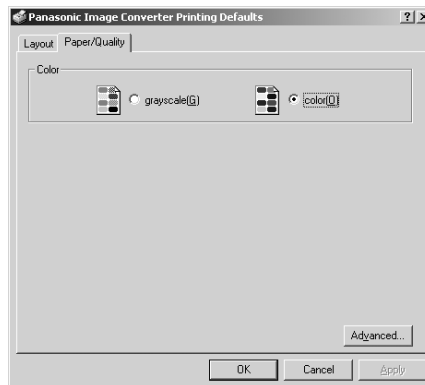 Panasonic Image Converter Printing Defaults
Layout Paper/Quality
Color
grayscale(G) color(O)
Advanced...
OK Cancel Apply